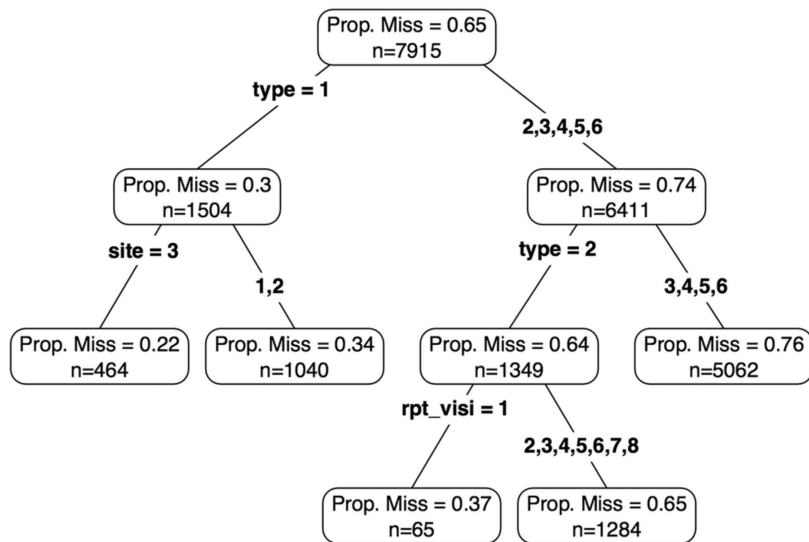 Prop. Miss = 0.65
n=7915
type = 1
2,3,4,5,6
Prop. Miss = 0.3
n=1504
Prop. Miss = 0.74
n=6411
site = 3
1,2
type = 2
3,4,5,6
Prop. Miss = 0.22
n=464
Prop. Miss = 0.34
n=1040
Prop. Miss = 0.64
n=1349
Prop. Miss = 0.76
n=5062
rpt_visi = 1
2,3,4,5,6,7,8
Prop. Miss = 0.37
n=65
Prop. Miss = 0.65
n=1284